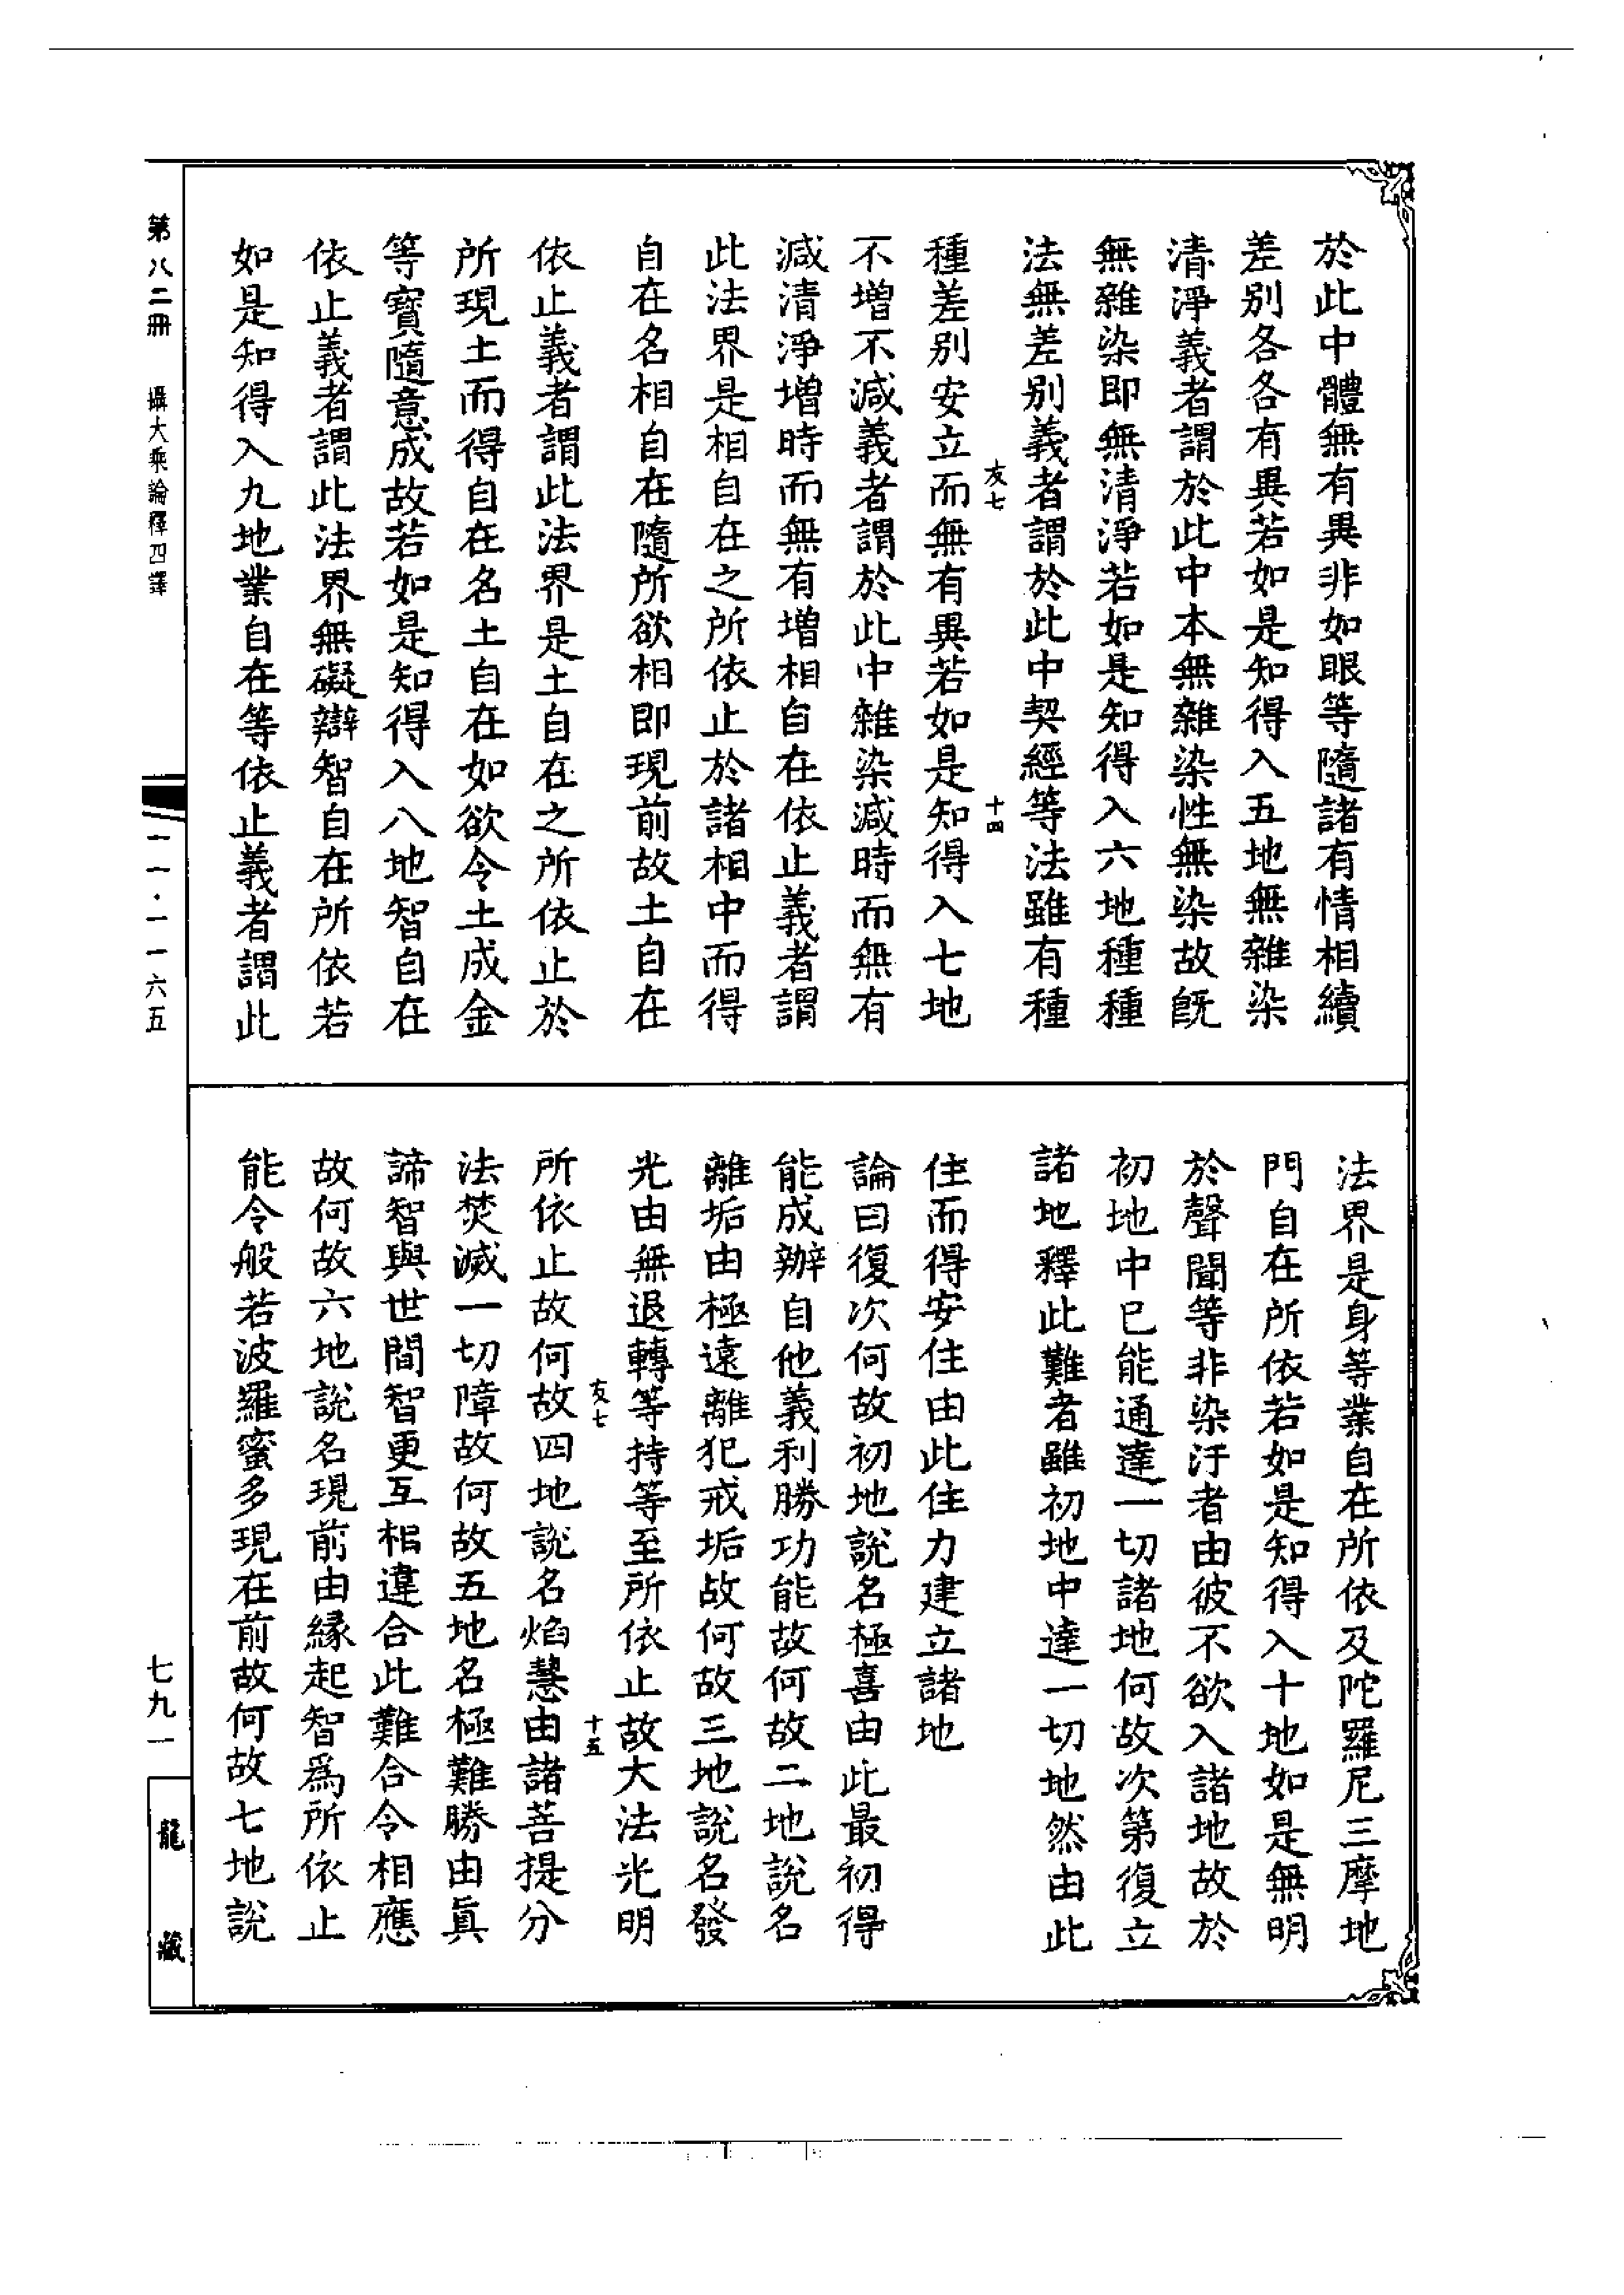 於此中體無有異非如眼等隨諸有情相續
差別各各有異若如是知得入五地無雜染
清淨義者謂於此中本無雜染性無染故旣
無雜染即無清淨若如是知得入六地種種
法無差別義者謂於此中契經等法雖有種
友七 十四
種差別安立而無有異若如是知得入七地
不增不減義者謂於此中雜染減時而無有
減清淨增時而無有增相自在依止義者謂
此法界是相自在之所依止於諸相中而得
自在名相自在隨所欲相即現前故土自在
依止義者謂此法界是土自在之所依止於
所現土而得自在名土自在如欲令土成金
等寶隨意成故若如是知得入八地智自在
依止義者謂此法界無礙辯智自在所依若
如是知得入九地業自在等依止義者謂此
法界是身等業自在所依及陀羅尼三摩地
門自在所依若如是知得入十地如是無明
於聲聞等非染汙者由彼不欲入諸地故於
初地中已能通達一切諸地何故次第復立
諸地釋此難者雖初地中達一切地然由此
住而得安住由此住力建立諸地
論曰復次何故初地說名極喜由此最初得
能成辦自他義利勝功能故何故二地說名
離垢由極遠離犯戒垢故何故三地說名發
光由無退轉等持等至所依止故大法光明
友七 十五
所依止故何故四地說名焰慧由諸菩提分
法焚滅一切障故何故五地名極難勝由眞
諦智與世間智更互相違合此難合令相應
故何故六地說名現前由緣起智爲所依止
能令般若波羅蜜多現在前故何故七地說
第八二冊 攝大乘論釋四譯
一一·一一六五
七九一
龍藏